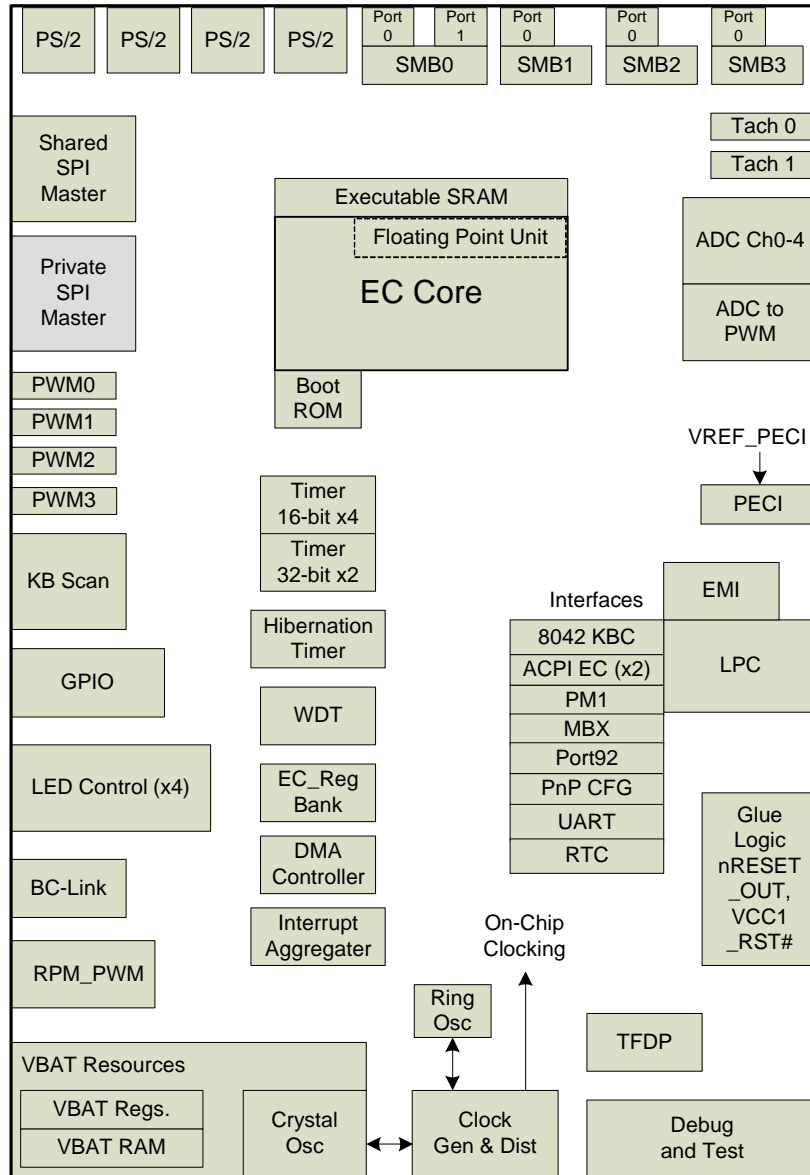 PS/2
PS/2
PS/2
PS/2
Port
0
Port
1
SMB0
Port
0
SMB1
Port
0
SMB2
Port
0
SMB3
Shared
SPI
Master
Private
SPI
Master
PWM0
PWM1
PWM2
PWM3
KB Scan
GPIO
LED Control (x4)
BC-Link
RPM_PWM
Executable SRAM
Floating Point Unit
EC Core
Boot
ROM
Timer
16-bit x4
Timer
32-bit x2
Hibernation
Timer
WDT
EC_Reg
Bank
DMA
Controller
Interrupt
Aggregater
Tach 0
Tach 1
ADC Ch0-4
ADC to
PWM
VREF_PECI
PECI
EMI
LPC
Interfaces
8042 KBC
ACPI EC (x2)
PM1
MBX
Port92
PnP CFG
UART
RTC
Glue
Logic
nRESET
_OUT,
VCC1
_RST#
On-Chip
Clocking
Ring
Osc
TFDP
VBAT Resources
VBAT Regs.
VBAT RAM
Crystal
Osc
Clock
Gen & Dist
Debug
and Test